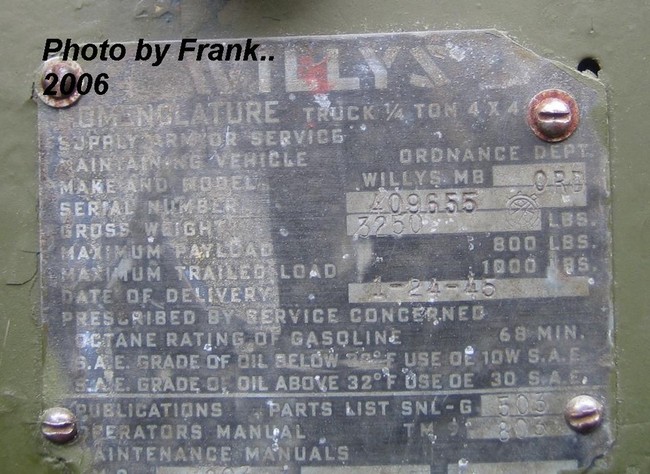 Photo by Frank..
2006
WILLYS
NOMENCLATURE TRUCK ¼ TON 4 X 4
SUPPLY ARM OR SERVICE
MAINTAINING VEHICLE ORDNANCE DEPT.
MAKE AND MODEL WILLYS MB ORD
SERIAL NUMBER 409655
GROSS WEIGHT 3250 LBS.
MAXIMUM PAYLOAD 800 LBS.
MAXIMUM TRAILED LOAD 1000 LBS.
DATE OF DELIVERY 1-24-45
PRESCRIBED BY SERVICE CONCERNED
OCTANE RATING OF GASOLINE 68 MIN.
S.A.E. GRADE OF OIL BELOW 32°F USE OE 10W S.A.E.
S.A.E. GRADE OF OIL ABOVE 32°F USE OE 30 S.A.E.
PUBLICATIONS PARTS LIST SNL-G 503
OPERATORS MANUAL TM 803
MAINTENANCE MANUALS